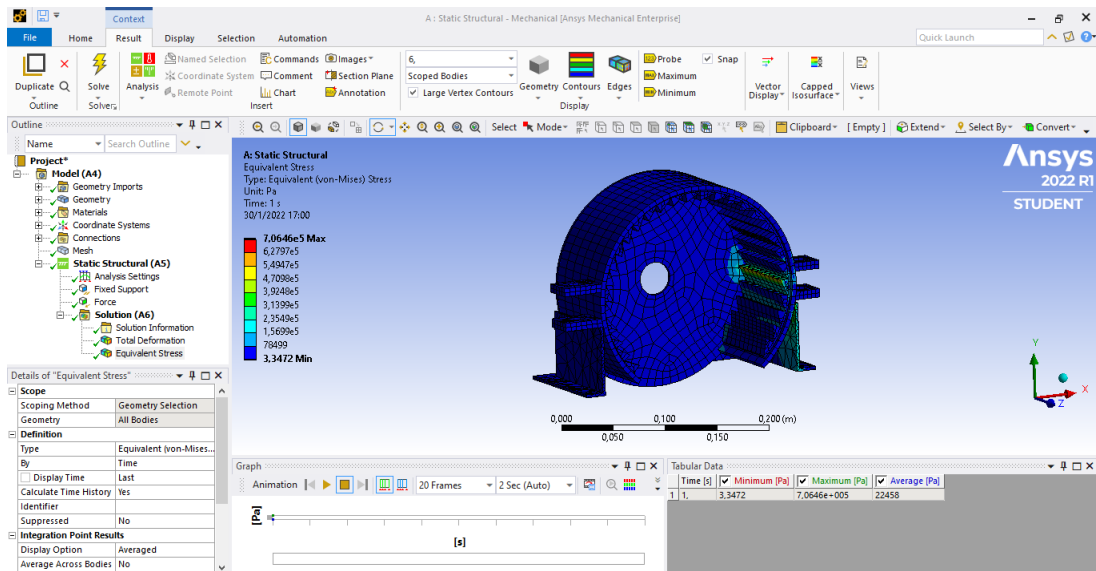 Context
A : Static Structural - Mechanical [Ansys Mechanical Enterprise]
File Home Result Display Selection Automation
Quick Launch
Duplicate Q
Outline
Solve
Solvers
Analysis
Named Selection
Coordinate System
Remote Point
Commands
Comment
Chart
Images
Section Plane
Annotation
Insert
6,
Scoped Bodies
Large Vertex Contours
Geometry Contours Edges
Display
Probe
Maximum
Minimum
Snap
Vector Display
Capped Isosurface
Views
Outline
Name Search Outline
Select Mode Clipboard [ Empty ] Extend Select By Convert
Project*
Model (A4)
Geometry Imports
Geometry
Materials
Coordinate Systems
Connections
Mesh
Static Structural (A5)
Analysis Settings
Fixed Support
Force
Solution (A6)
Solution Information
Total Deformation
Equivalent Stress
Details of "Equivalent Stress"
Scope
Scoping Method Geometry Selection
Geometry All Bodies
Definition
Type Equivalent (von-Mises...
By Time
Display Time Last
Calculate Time History Yes
Identifier
Suppressed No
Integration Point Results
Display Option Averaged
Average Across Bodies No
A: Static Structural
Equivalent Stress
Type: Equivalent (von-Mises) Stress
Unit: Pa
Time: 1 s
30/1/2022 17:00
7,0646e5 Max
6,2797e5
5,4947e5
4,7098e5
3,9248e5
3,1399e5
2,3549e5
1,5699e5
78499
3,3472 Min
Ansys
2022 R1
STUDENT
0,000 0,100 0,200 (m)
0,050 0,150
Y
X
Z
Graph
Animation 20 Frames 2 Sec (Auto)
[Pa]
[s]
Tabular Data
Time [s] Minimum [Pa] Maximum [Pa] Average [Pa]
1 1, 3,3472 7,0646e+005 22458